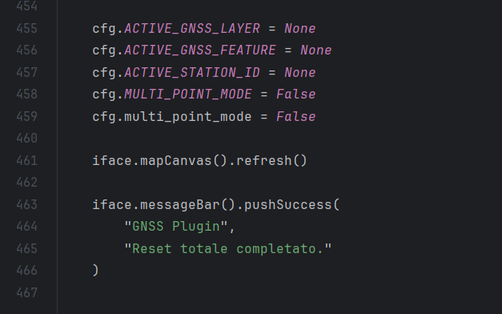 454
455 cfg.ACTIVE_GNSS_LAYER = None
456 cfg.ACTIVE_GNSS_FEATURE = None
457 cfg.ACTIVE_STATION_ID = None
458 cfg.MULTI_POINT_MODE = False
459 cfg.multi_point_mode = False
460
461 iface.mapCanvas().refresh()
462
463 iface.messageBar().pushSuccess(
464 "GNSS Plugin",
465 "Reset totale completato."
466 )
467